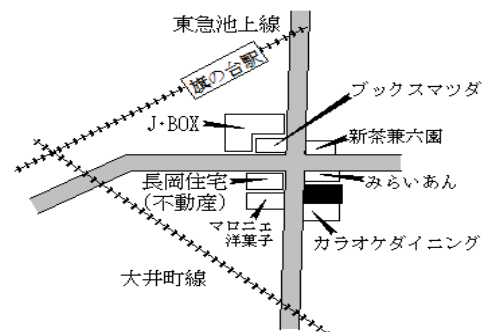 東急池上線
旗の台駅
ブックスマツダ
J・BOX
新茶兼六園
長岡住宅
(不動産)
みらいあん
マロニェ
洋菓子
カラオケダイニング
大井町線